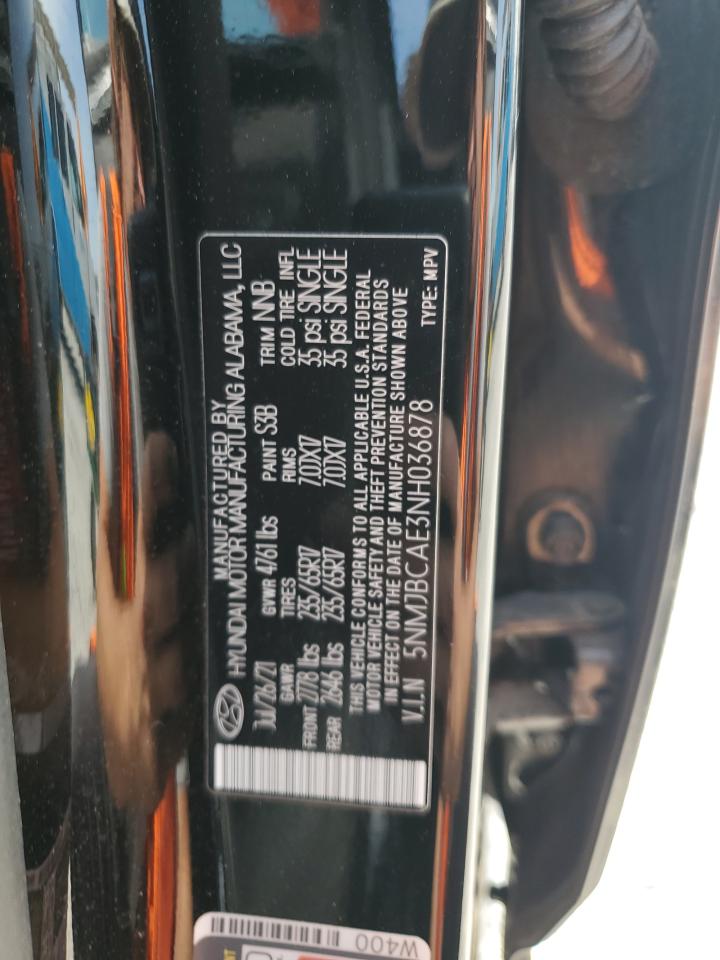 MANUFACTURED BY
HYUNDAI MOTOR MANUFACTURING ALABAMA, LLC
JUL/26/21 GVWR 4761 lbs PAINT S3B TRIM NNB
GAWR TIRES RIMS COLD TIRE INFL
FRONT 2778 lbs 235/65R17 7.0JX17 35 psi SINGLE
REAR 2646 lbs 235/65R17 7.0JX17 35 psi SINGLE
THIS VEHICLE CONFORMS TO ALL APPLICABLE U.S.A. FEDERAL
MOTOR VEHICLE SAFETY AND THEFT PREVENTION STANDARDS
IN EFFECT ON THE DATE OF MANUFACTURE SHOWN ABOVE
V.I.N 5NMJBCAE3NH036878 TYPE: MPV
W400